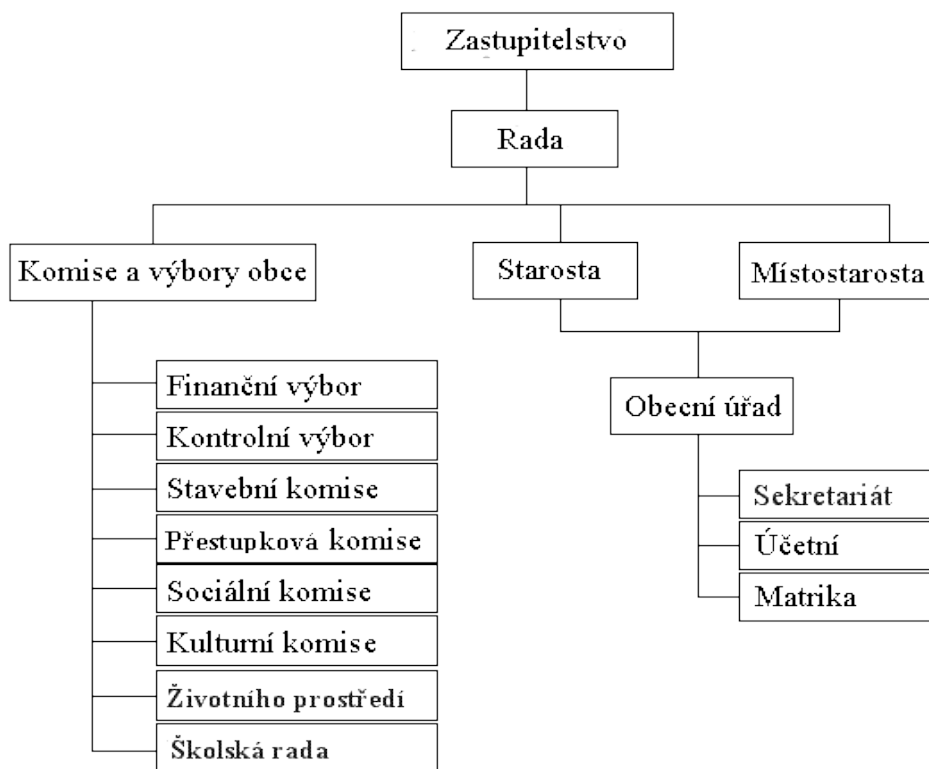 Zastupitelstvo
Rada
Komise a výbory obce
Starosta
Místostarosta
Finanční výbor
Kontrolní výbor
Stavební komise
Přestupková komise
Sociální komise
Kulturní komise
Životního prostředí
Školská rada
Obecní úřad
Sekretariát
Účetní
Matrika